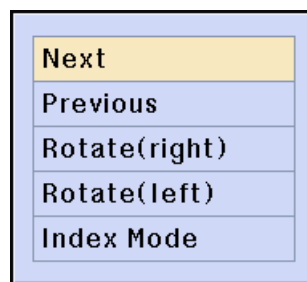 Next
Previous
Rotate(right)
Rotate(left)
Index Mode